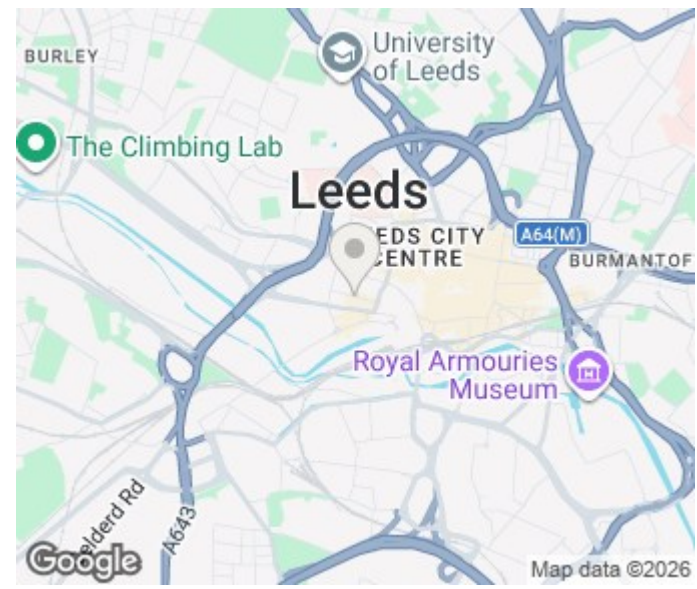 BURLEY
University
of Leeds
The Climbing Lab
Leeds
EDS CITY
CENTRE
A64(M)
BURMANTOF
Royal Armouries
Museum
elderd Rd
A643
Google
Map data ©2026